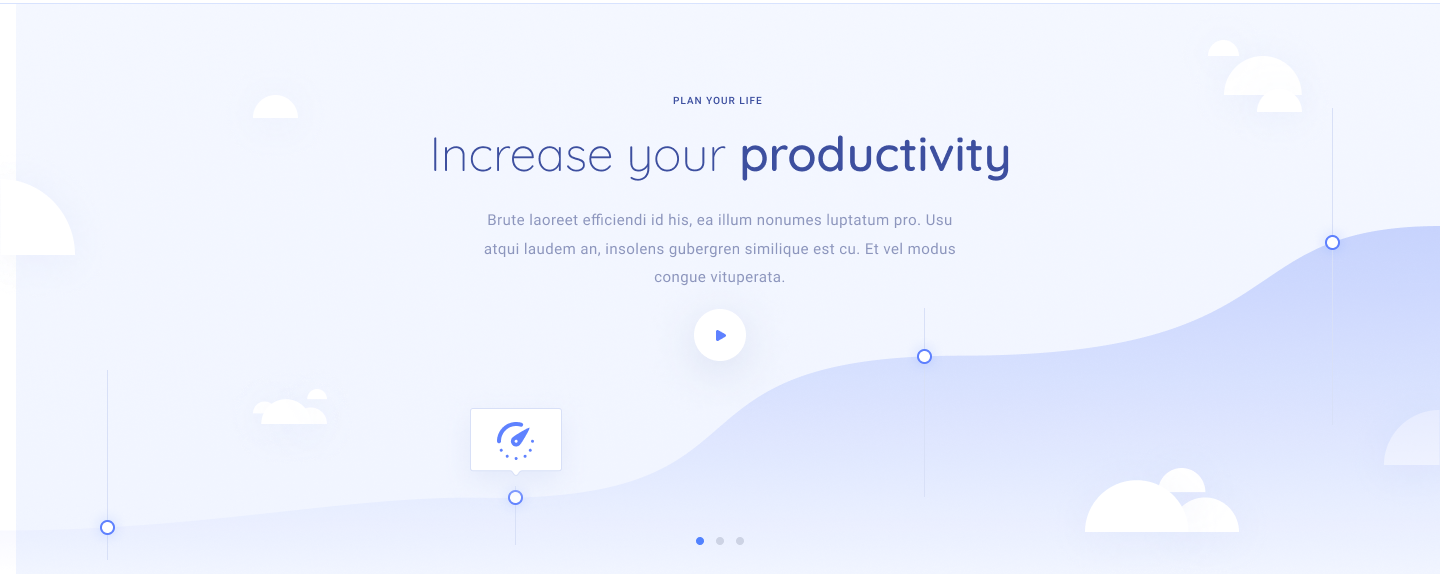 PLAN YOUR LIFE
Increase your productivity
Brute laoreet efficiendi id his, ea illum nonumes luptatum pro. Usu
atqui laudem an, insolens gubergren similique est cu. Et vel modus
congue vituperata.